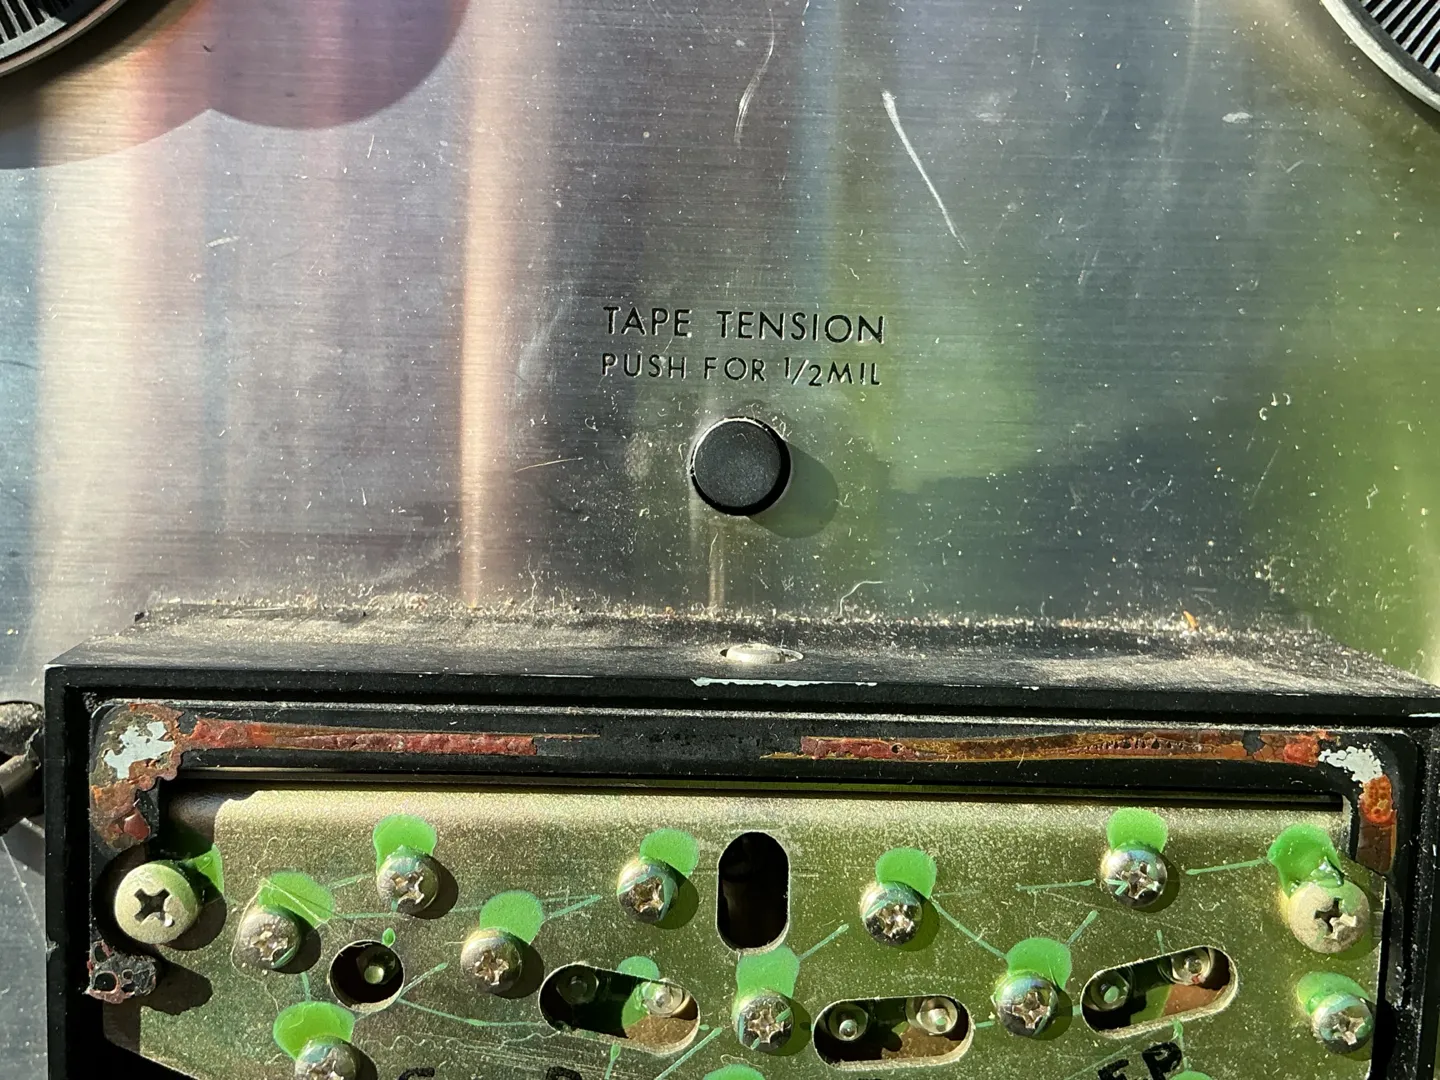 TAPE TENSION
PUSH FOR 1/2MIL